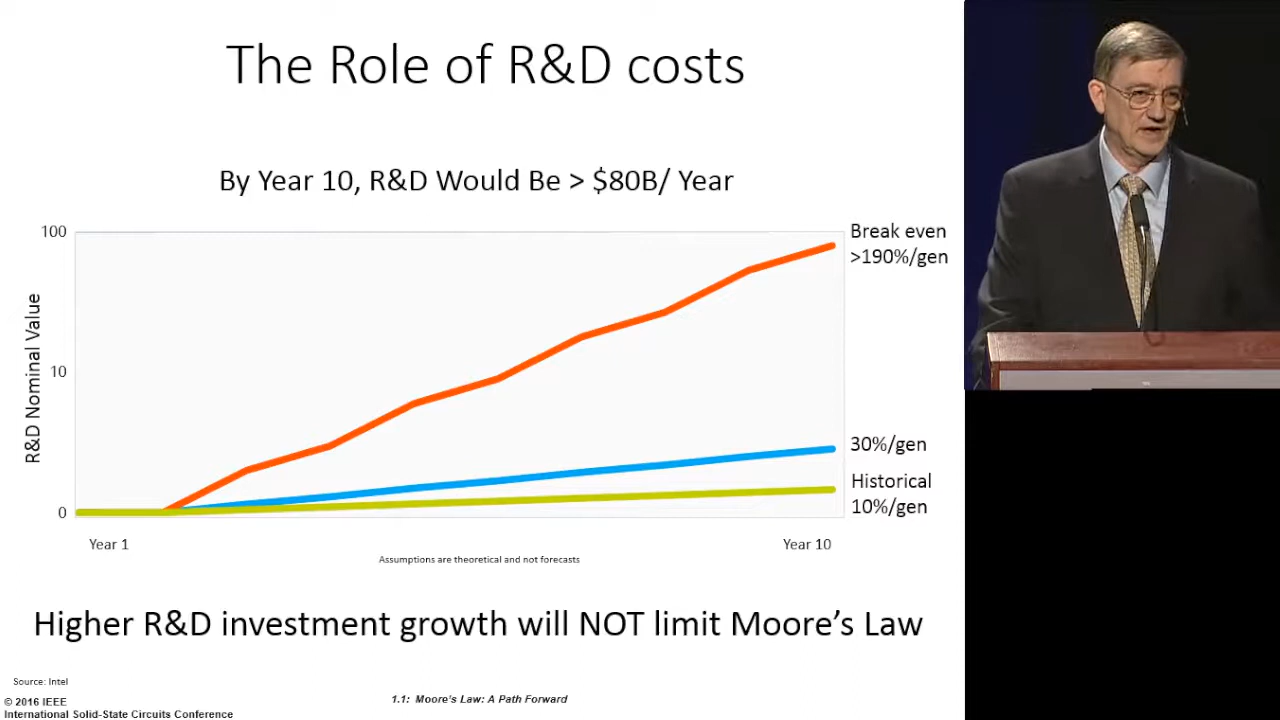 The Role of R&D costs
By Year 10, R&D Would Be > $80B/ Year
100
10
0
R&D Nominal Value
Break even
>190%/gen
30%/gen
Historical
10%/gen
Year 1
Year 10
Assumptions are theoretical and not forecasts
Higher R&D investment growth will NOT limit Moore's Law
Source: Intel
© 2016 IEEE
International Solid-State Circuits Conference
1.1: Moore's Law: A Path Forward